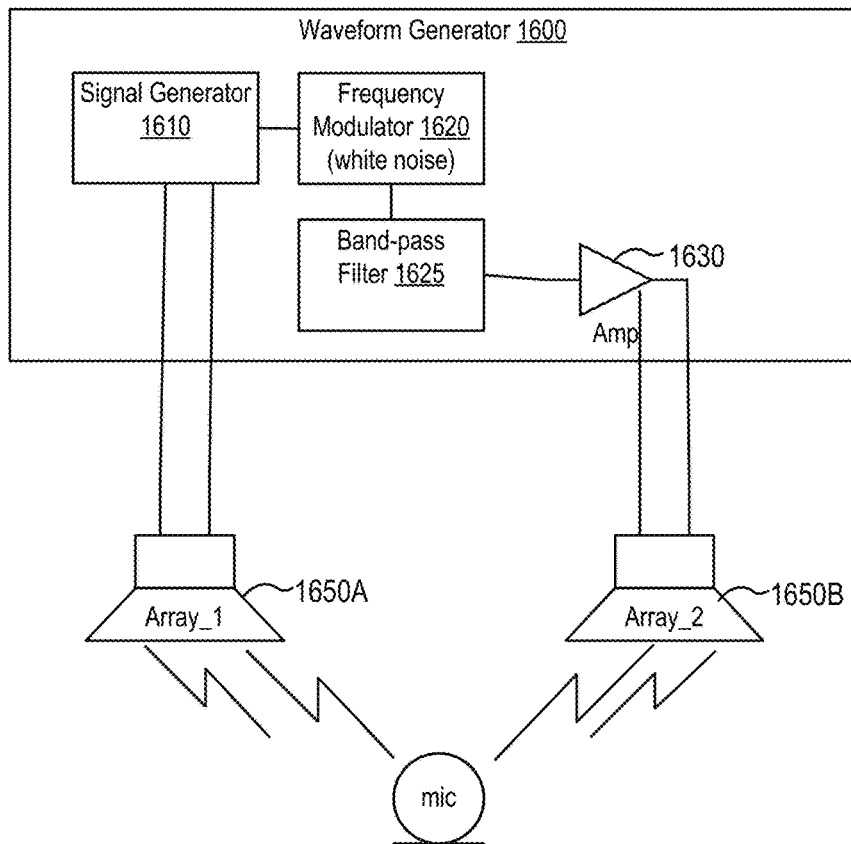 Waveform Generator 1600
Signal Generator
1610
Frequency
Modulator 1620
(white noise)
Band-pass
Filter 1625
1630
Amp
1650A
Array_1
1650B
Array_2
mic